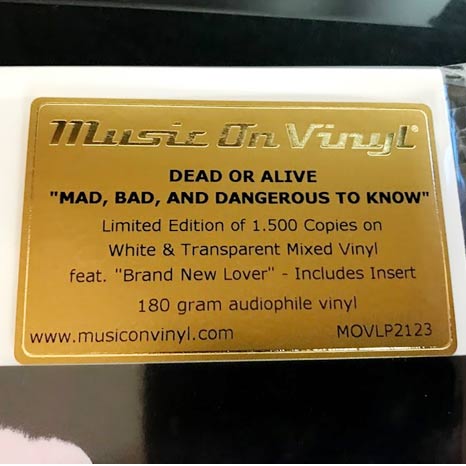 Music On Vinyl®
DEAD OR ALIVE
"MAD, BAD, AND DANGEROUS TO KNOW"
Limited Edition of 1.500 Copies on
White & Transparent Mixed Vinyl
feat. "Brand New Lover" - Includes Insert
180 gram audiophile vinyl
www.musiconvinyl.com MOVLP2123